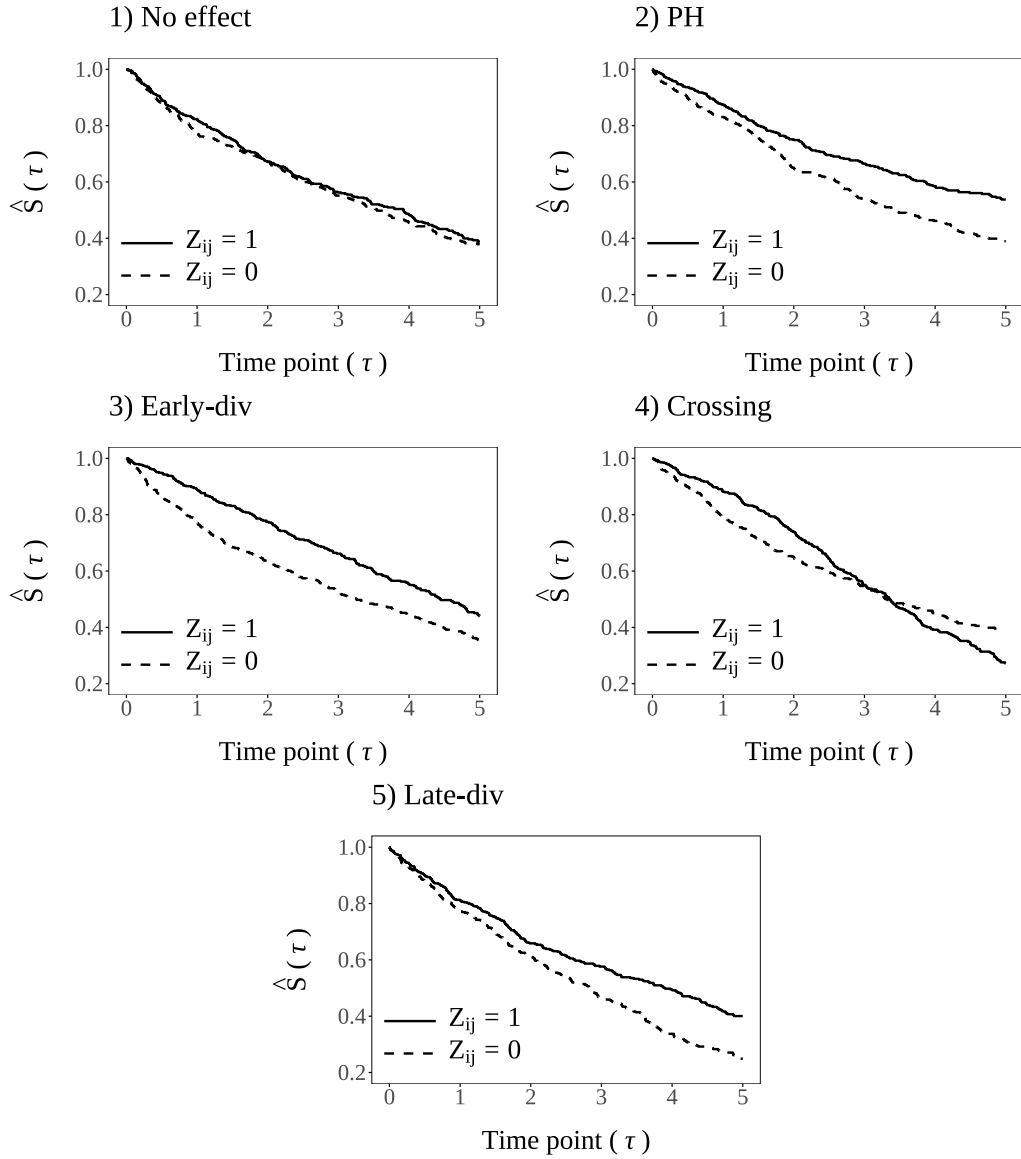 1) No effect
Ŝ ( τ )
1.0
0.8
0.6
0.4
0.2
Z_ij = 1
Z_ij = 0
0 1 2 3 4 5
Time point ( τ )
2) PH
Ŝ ( τ )
1.0
0.8
0.6
0.4
0.2
Z_ij = 1
Z_ij = 0
0 1 2 3 4 5
Time point ( τ )
3) Early-div
Ŝ ( τ )
1.0
0.8
0.6
0.4
0.2
Z_ij = 1
Z_ij = 0
0 1 2 3 4 5
Time point ( τ )
4) Crossing
Ŝ ( τ )
1.0
0.8
0.6
0.4
0.2
Z_ij = 1
Z_ij = 0
0 1 2 3 4 5
Time point ( τ )
5) Late-div
Ŝ ( τ )
1.0
0.8
0.6
0.4
0.2
Z_ij = 1
Z_ij = 0
0 1 2 3 4 5
Time point ( τ )